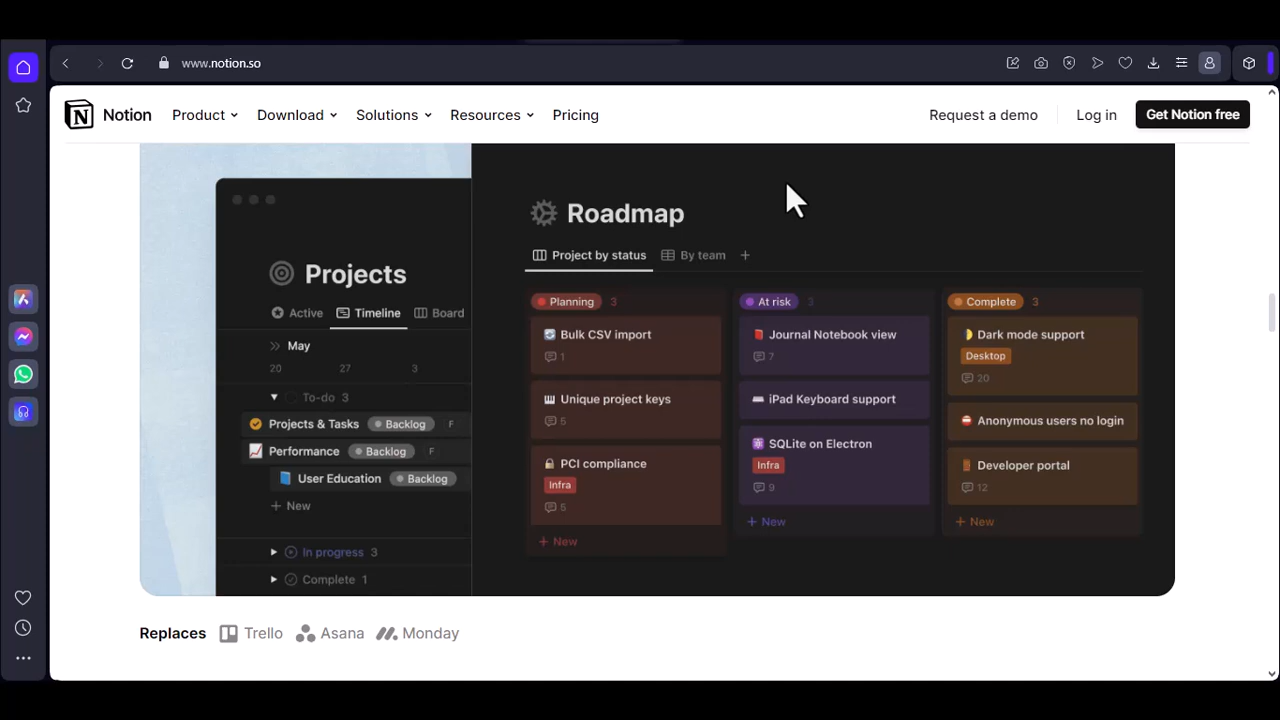 www.notion.so
Notion Product Download Solutions Resources Pricing Request a demo Log in Get Notion free
Projects
Active Timeline Board
May
20 27 3
To-do 3
Projects & Tasks Backlog F
Performance Backlog F
User Education Backlog
+ New
In progress 3
Complete 1
Roadmap
Project by status By team +
Planning 3
Bulk CSV import
1
Unique project keys
5
PCI compliance
Infra
5
+ New
At risk 3
Journal Notebook view
7
iPad Keyboard support
SQLite on Electron
Infra
9
+ New
Complete 3
Dark mode support
Desktop
20
Anonymous users no login
Developer portal
12
+ New
Replaces Trello Asana Monday